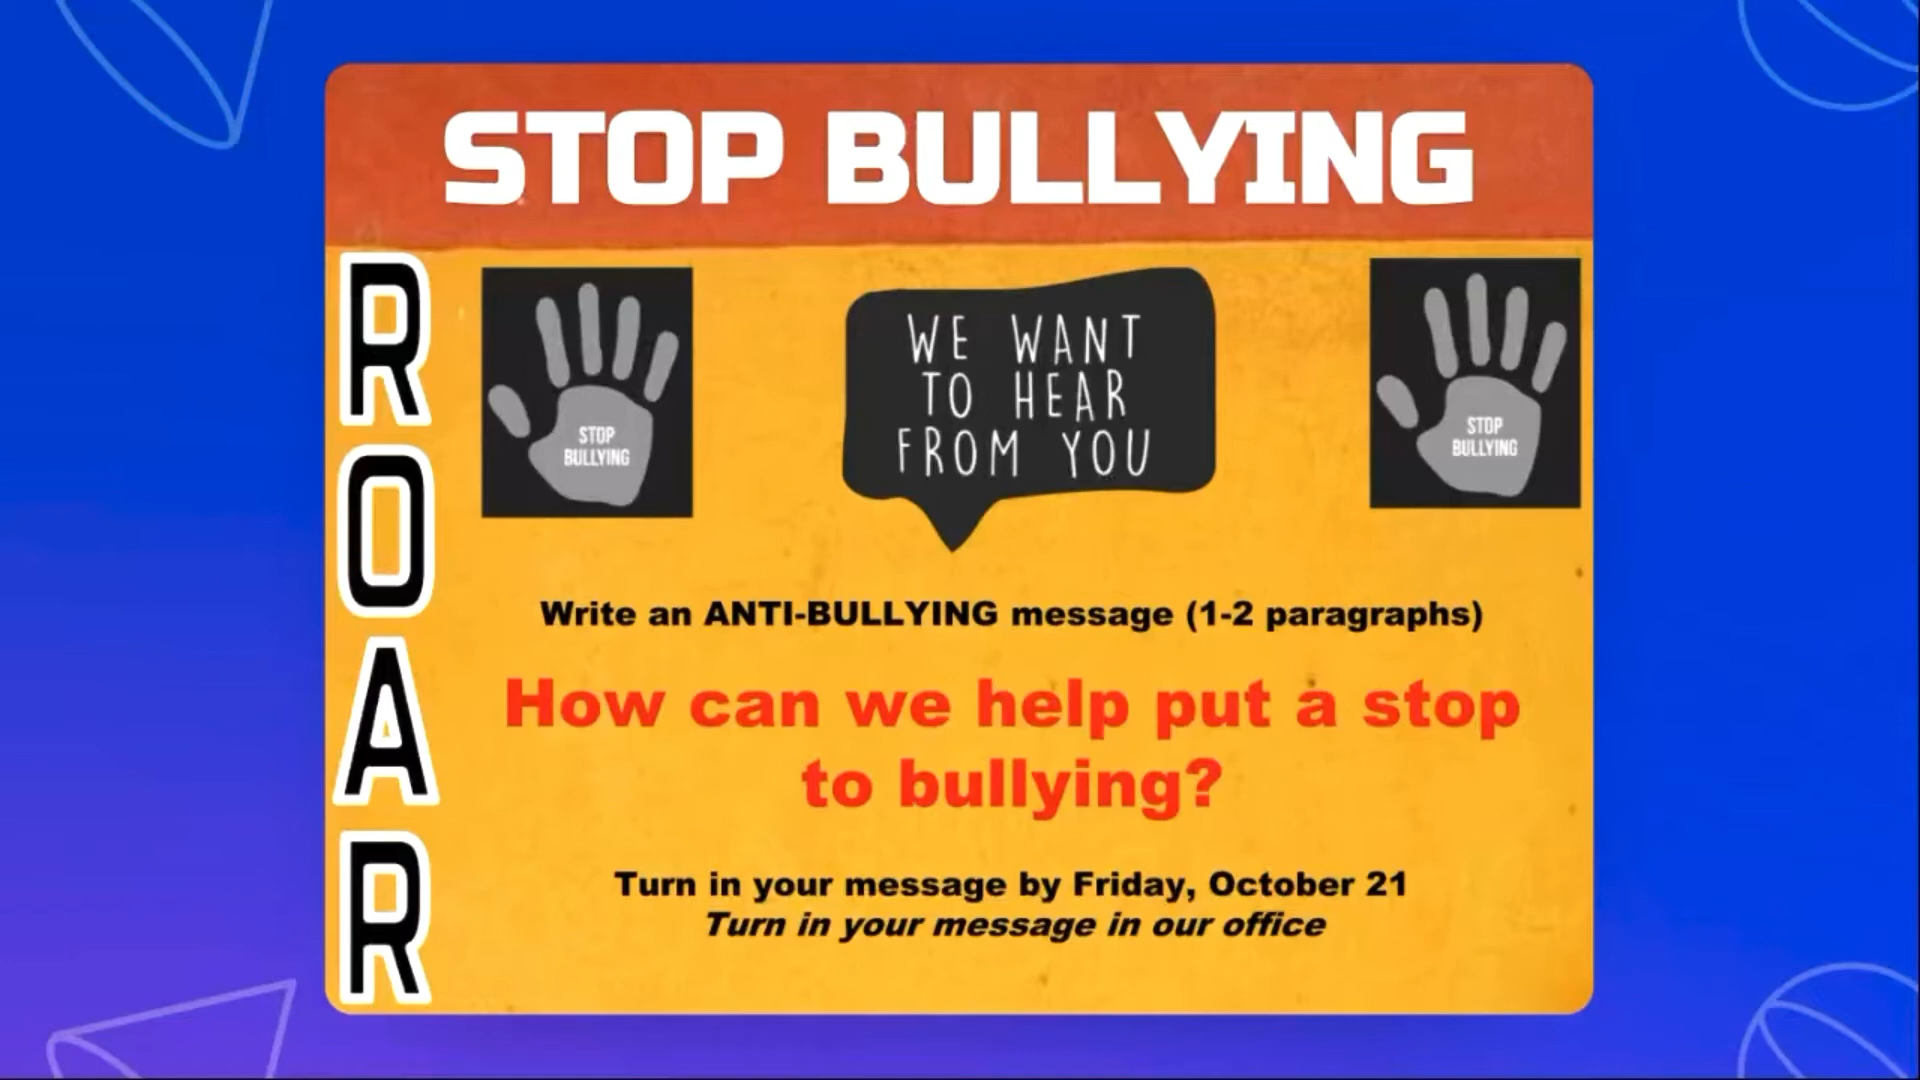 STOP BULLYING
ROAR
STOP
BULLYING
WE WANT
TO HEAR
FROM YOU
STOP
BULLYING
Write an ANTI-BULLYING message (1-2 paragraphs)
How can we help put a stop
to bullying?
Turn in your message by Friday, October 21
Turn in your message in our office